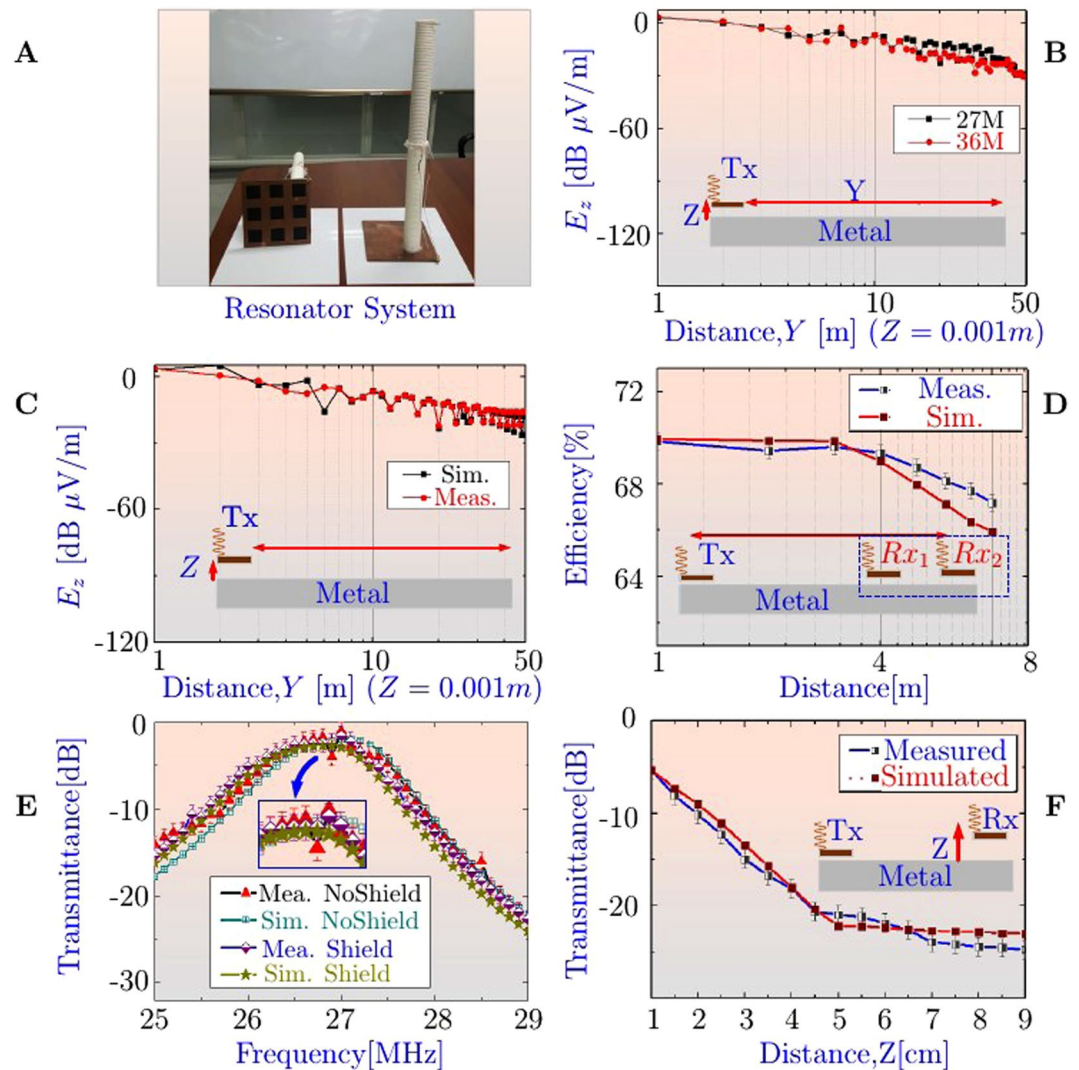 A
Resonator System
B
0
-60
-120
E_z [dB μV/m]
27M
36M
Tx
Z
Y
Metal
1
10
50
Distance,Y [m] (Z = 0.001m)
C
0
-60
-120
E_z [dB μV/m]
Sim.
Meas.
Tx
Z
Metal
1
10
50
Distance,Y [m] (Z = 0.001m)
D
72
68
64
Efficiency[%]
Meas.
Sim.
Tx
Rx₁
Rx₂
Metal
1
4
8
Distance[m]
E
0
-10
-20
-30
Transmittance[dB]
Mea. NoShield
Sim. NoShield
Mea. Shield
Sim. Shield
25
26
27
28
29
Frequency[MHz]
F
0
-20
-60
Transmittance[dB]
Measured
Simulated
Tx
Rx
Z
Metal
1
2
3
4
5
6
7
8
9
Distance,Z[cm]